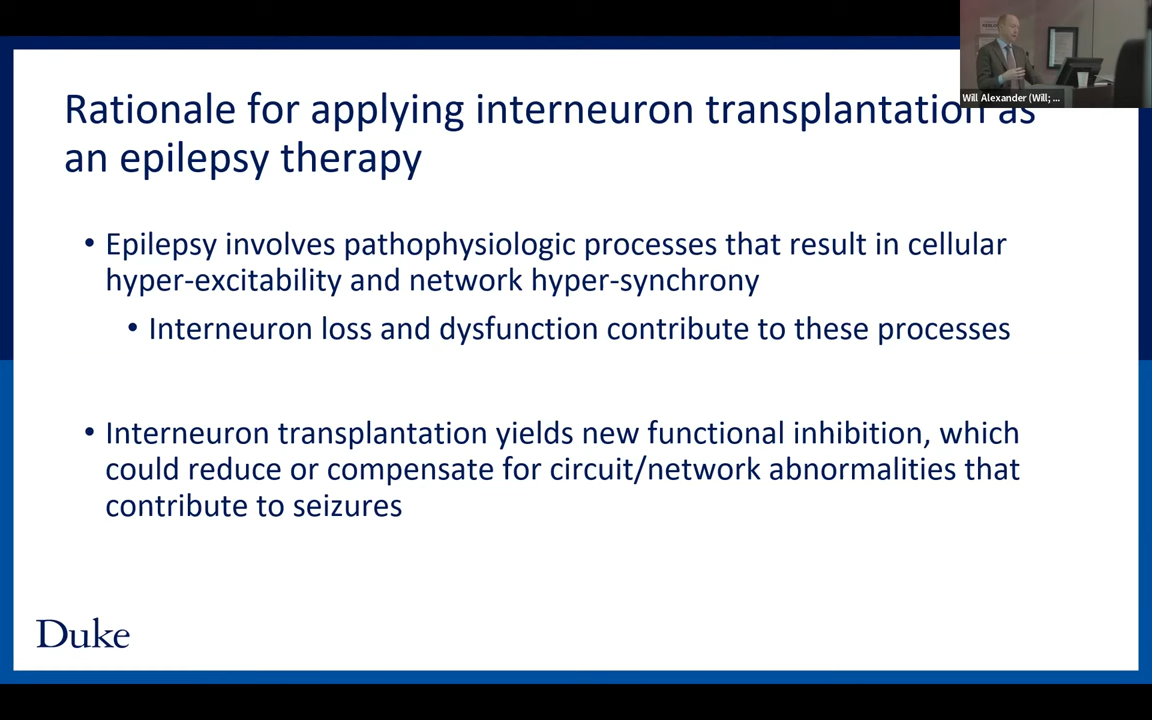 Rationale for applying interneuron transplantation as
an epilepsy therapy
Will Alexander (Will; ...
• Epilepsy involves pathophysiologic processes that result in cellular
hyper-excitability and network hyper-synchrony
• Interneuron loss and dysfunction contribute to these processes
• Interneuron transplantation yields new functional inhibition, which
could reduce or compensate for circuit/network abnormalities that
contribute to seizures
Duke